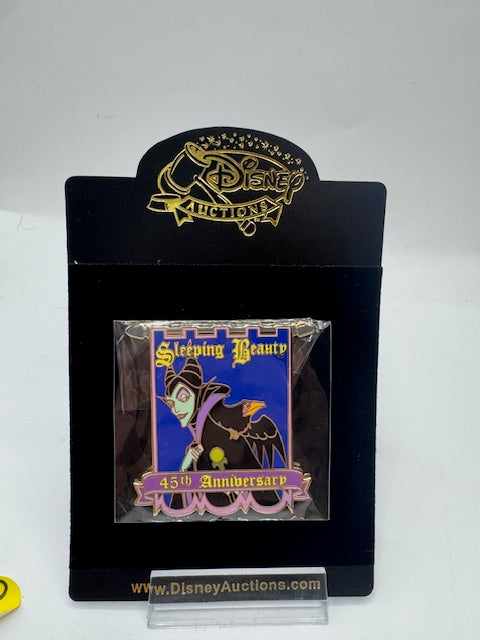 Disney
AUCTIONS
Sleeping Beauty
45th Anniversary
www.DisneyAuctions.com